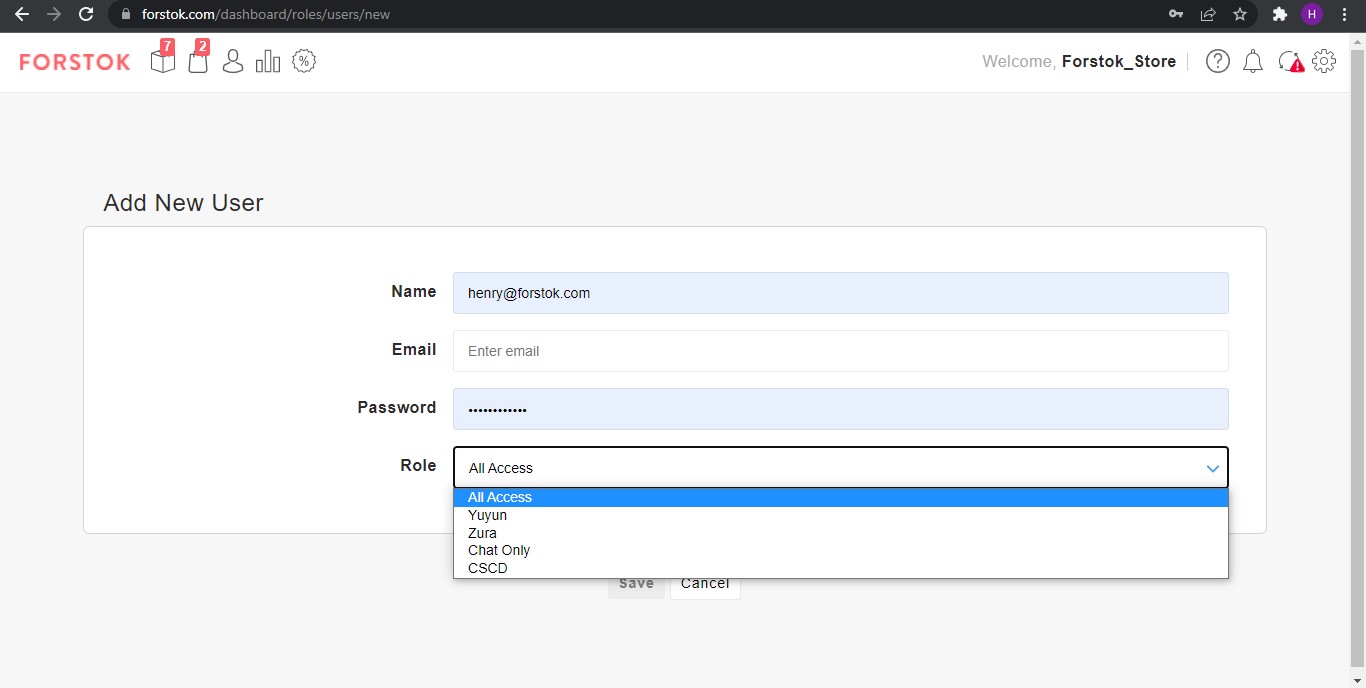 forstok.com/dashboard/roles/users/new
H
FORSTOK
7
2
%
Welcome, Forstok_Store
?
Add New User
Name
henry@forstok.com
Email
Enter email
Password
••••••••••••
Role
All Access
All Access
Yuyun
Zura
Chat Only
CSCD
Save
Cancel